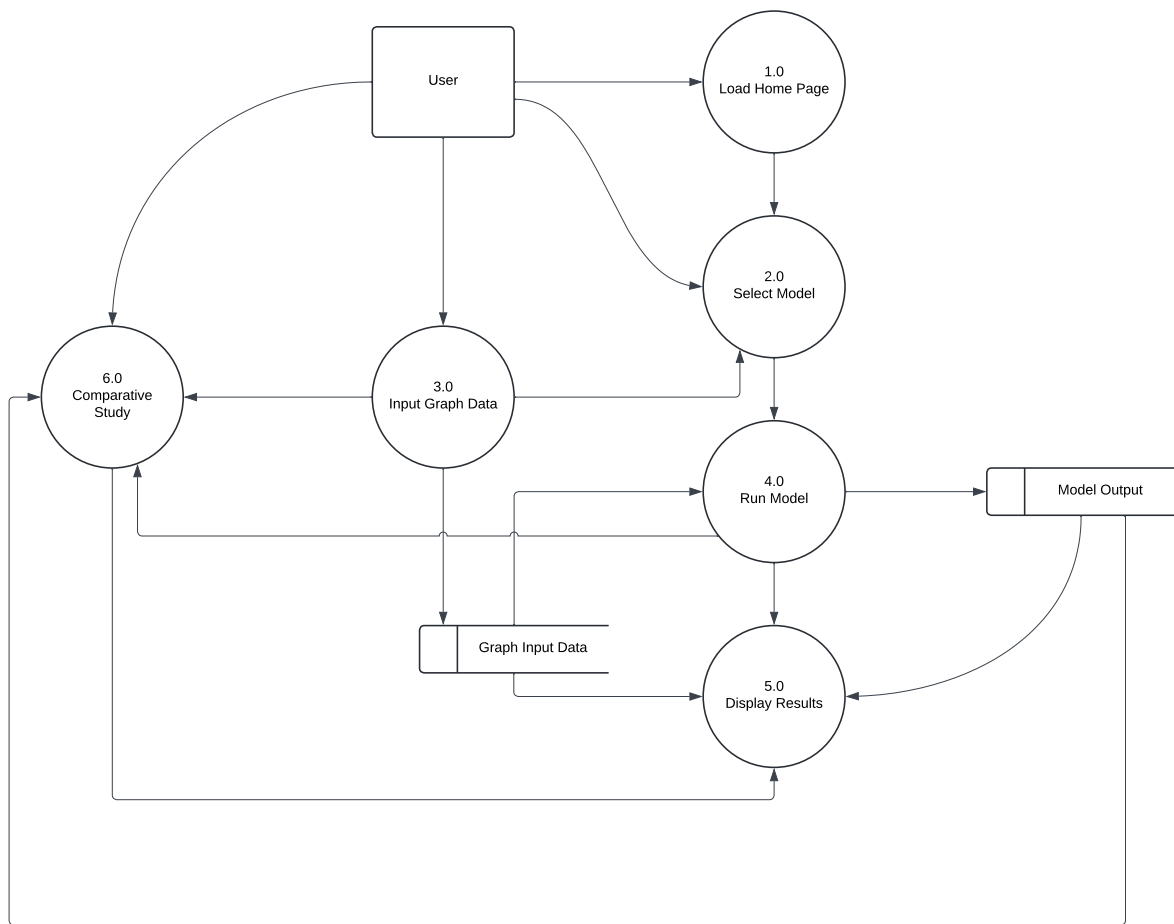 User
1.0
Load Home Page
2.0
Select Model
6.0
Comparative
Study
3.0
Input Graph Data
4.0
Run Model
Model Output
Graph Input Data
5.0
Display Results